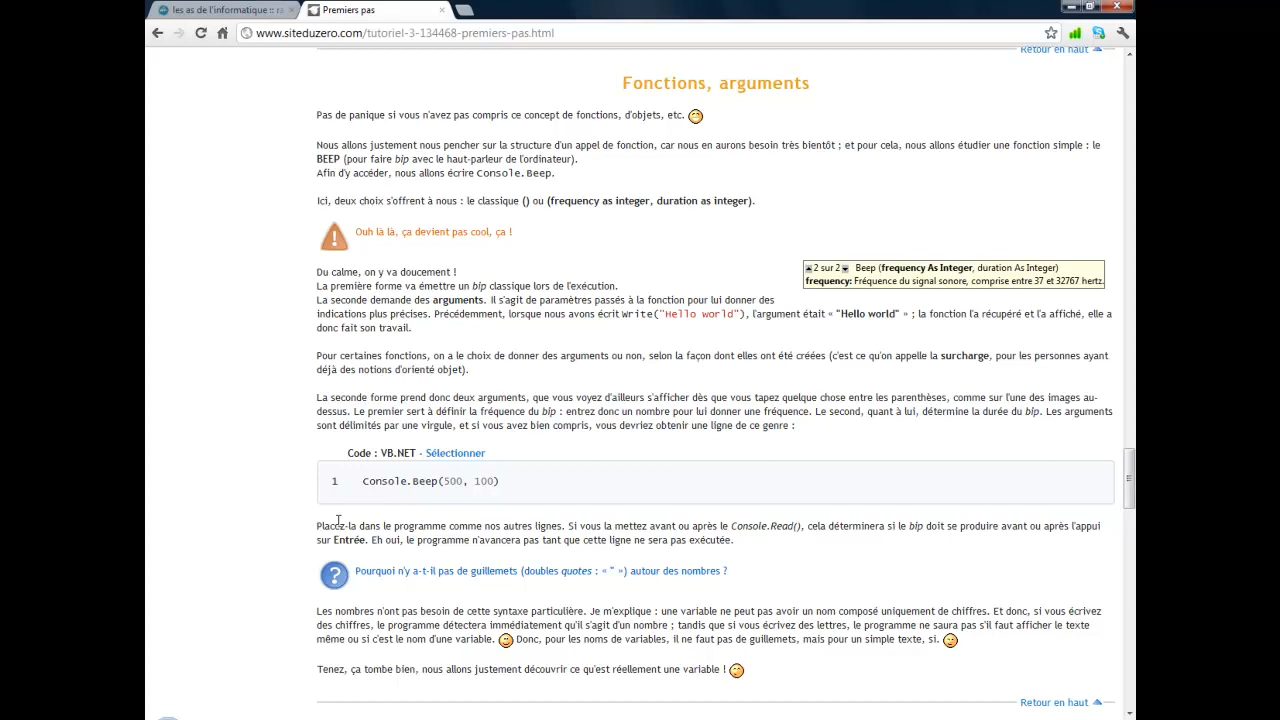 les as de l'informatique :: ra
Premiers pas
www.siteduzero.com/tutoriel-3-134468-premiers-pas.html
Retour en haut
Fonctions, arguments
Pas de panique si vous n'avez pas compris ce concept de fonctions, d'objets, etc.
Nous allons justement nous pencher sur la structure d'un appel de fonction, car nous en aurons besoin très bientôt ; et pour cela, nous allons étudier une fonction simple : le
BEEP (pour faire bip avec le haut-parleur de l'ordinateur).
Afin d'y accéder, nous allons écrire Console.Beep.
Ici, deux choix s'offrent à nous : le classique () ou (frequency as integer, duration as integer).
Ouh là là, ça devient pas cool, ça !
2 sur 2 Beep (frequency As Integer, duration As Integer)
frequency: Fréquence du signal sonore, comprise entre 37 et 32767 hertz.
Du calme, on y va doucement !
La première forme va émettre un bip classique lors de l'exécution.
La seconde demande des arguments. Il s'agit de paramètres passés à la fonction pour lui donner des
indications plus précises. Précédemment, lorsque nous avons écrit Write("Hello world"), l'argument était « "Hello world" » ; la fonction l'a récupéré et l'a affiché, elle a
donc fait son travail.
Pour certaines fonctions, on a le choix de donner des arguments ou non, selon la façon dont elles ont été créées (c'est ce qu'on appelle la surcharge, pour les personnes ayant
déjà des notions d'orienté objet).
La seconde forme prend donc deux arguments, que vous voyez d'ailleurs s'afficher dès que vous tapez quelque chose entre les parenthèses, comme sur l'une des images au-
dessus. Le premier sert à définir la fréquence du bip : entrez donc un nombre pour lui donner une fréquence. Le second, quant à lui, détermine la durée du bip. Les arguments
sont délimités par une virgule, et si vous avez bien compris, vous devriez obtenir une ligne de ce genre :
Code : VB.NET - Sélectionner
1 Console.Beep(500, 100)
Placez-la dans le programme comme nos autres lignes. Si vous la mettez avant ou après le Console.Read(), cela déterminera si le bip doit se produire avant ou après l'appui
sur Entrée. Eh oui, le programme n'avancera pas tant que cette ligne ne sera pas exécutée.
Pourquoi n'y a-t-il pas de guillemets (doubles quotes : « " ») autour des nombres ?
Les nombres n'ont pas besoin de cette syntaxe particulière. Je m'explique : une variable ne peut pas avoir un nom composé uniquement de chiffres. Et donc, si vous écrivez
des chiffres, le programme détectera immédiatement qu'il s'agit d'un nombre ; tandis que si vous écrivez des lettres, le programme ne saura pas s'il faut afficher le texte
même ou si c'est le nom d'une variable. Donc, pour les noms de variables, il ne faut pas de guillemets, mais pour un simple texte, si.
Tenez, ça tombe bien, nous allons justement découvrir ce qu'est réellement une variable !
Retour en haut